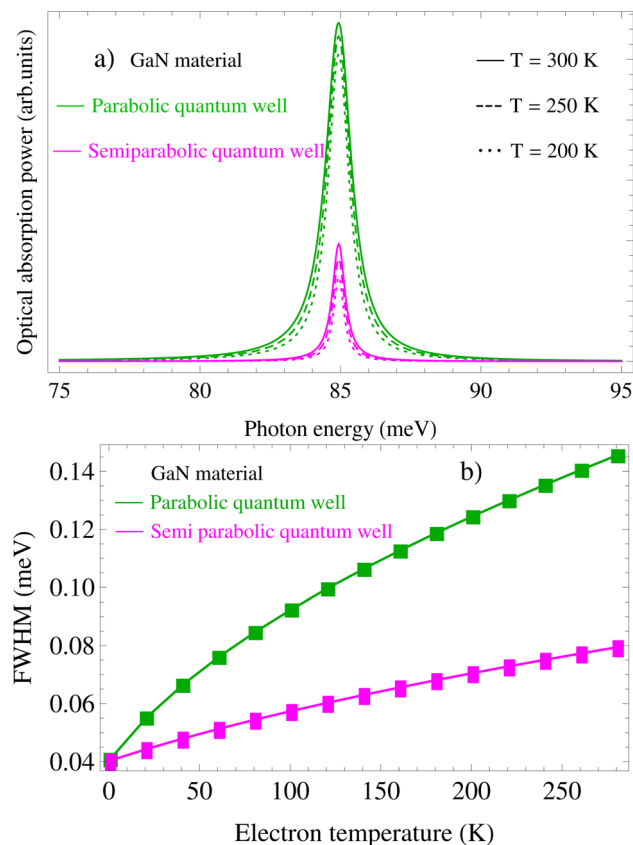 Optical absorption power (arb.units)
a) GaN material
Parabolic quantum well
Semiparabolic quantum well
T = 300 K
T = 250 K
T = 200 K
75 80 85 90 95
Photon energy (meV)
FWHM (meV)
0.14
0.12
0.10
0.08
0.06
0.04
GaN material
b)
Parabolic quantum well
Semi parabolic quantum well
0 50 100 150 200 250
Electron temperature (K)